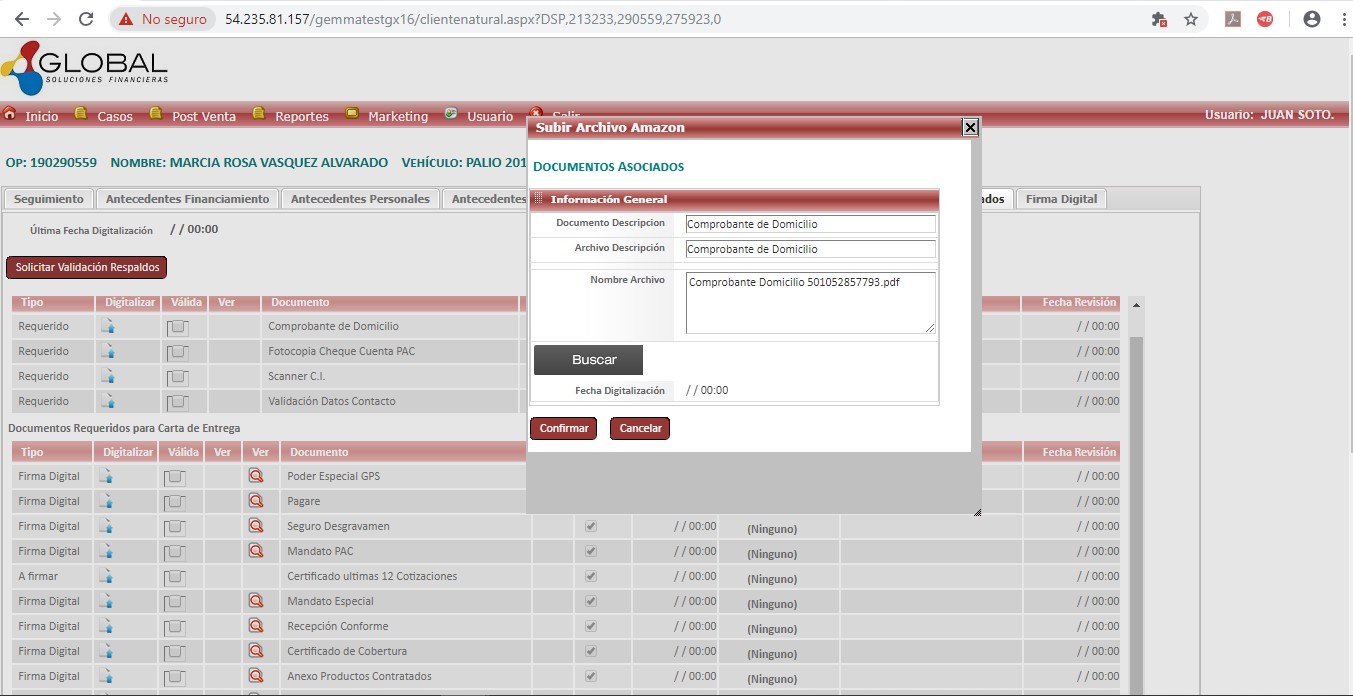 No seguro 54.235.81.157/gemmatestgx16/clientenatural.aspx?DSP,213233,290559,275923,0
GLOBAL
SOLUCIONES FINANCIERAS
Inicio Casos Post Venta Reportes Marketing Usuario Salir Usuario: JUAN SOTO.
Subir Archivo Amazon
OP: 190290559 NOMBRE: MARCIA ROSA VASQUEZ ALVARADO VEHÍCULO: PALIO 201
DOCUMENTOS ASOCIADOS
Seguimiento Antecedentes Financiamiento Antecedentes Personales Antecedentes ados Firma Digital
Información General
Última Fecha Digitalización / / 00:00
Documento Descripcion Comprobante de Domicilio
Archivo Descripción Comprobante de Domicilio
Solicitar Validación Respaldos
Nombre Archivo Comprobante Domicilio 501052857793.pdf
Tipo Digitalizar Válida Ver Documento Fecha Revisión
Requerido Comprobante de Domicilio / / 00:00
Requerido Fotocopia Cheque Cuenta PAC / / 00:00
Buscar
Requerido Scanner C.I. / / 00:00
Fecha Digitalización / / 00:00
Requerido Validación Datos Contacto / / 00:00
Confirmar Cancelar
Documentos Requeridos para Carta de Entrega
Tipo Digitalizar Válida Ver Ver Documento Fecha Revisión
Firma Digital Poder Especial GPS / / 00:00
Firma Digital Pagare / / 00:00
Firma Digital Seguro Desgravamen / / 00:00 (Ninguno) / / 00:00
Firma Digital Mandato PAC / / 00:00 (Ninguno) / / 00:00
A firmar Certificado ultimas 12 Cotizaciones / / 00:00 (Ninguno) / / 00:00
Firma Digital Mandato Especial / / 00:00 (Ninguno) / / 00:00
Firma Digital Recepción Conforme / / 00:00 (Ninguno) / / 00:00
Firma Digital Certificado de Cobertura / / 00:00 (Ninguno) / / 00:00
Firma Digital Anexo Productos Contratados / / 00:00 (Ninguno) / / 00:00